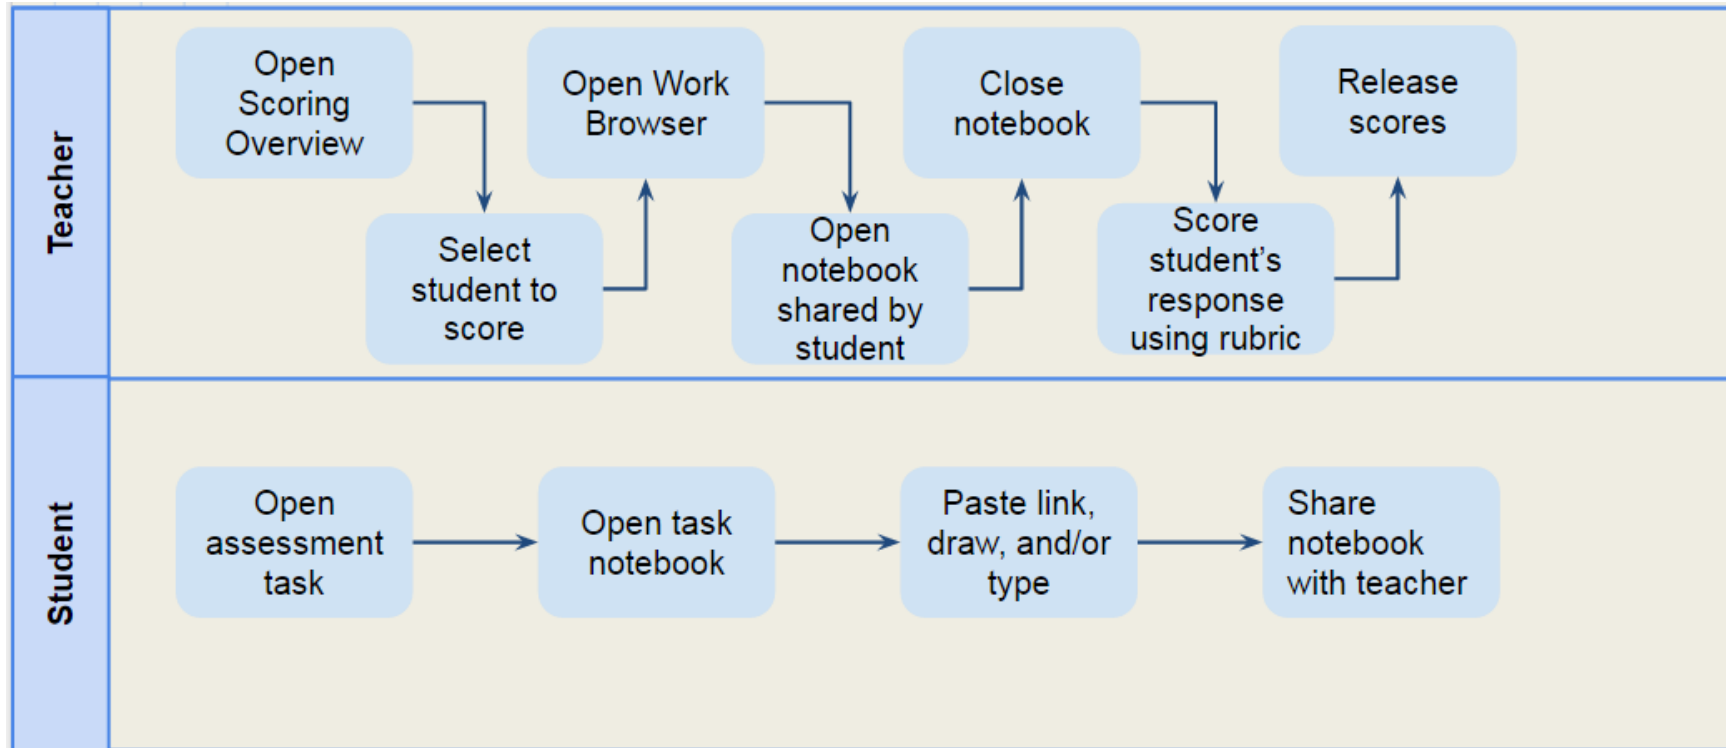 Teacher
Open
Scoring
Overview
Select
student to
score
Open Work
Browser
Open
notebook
shared by
student
Close
notebook
Score
student’s
response
using rubric
Release
scores
Student
Open
assessment
task
Open task
notebook
Paste link,
draw, and/or
type
Share
notebook
with teacher